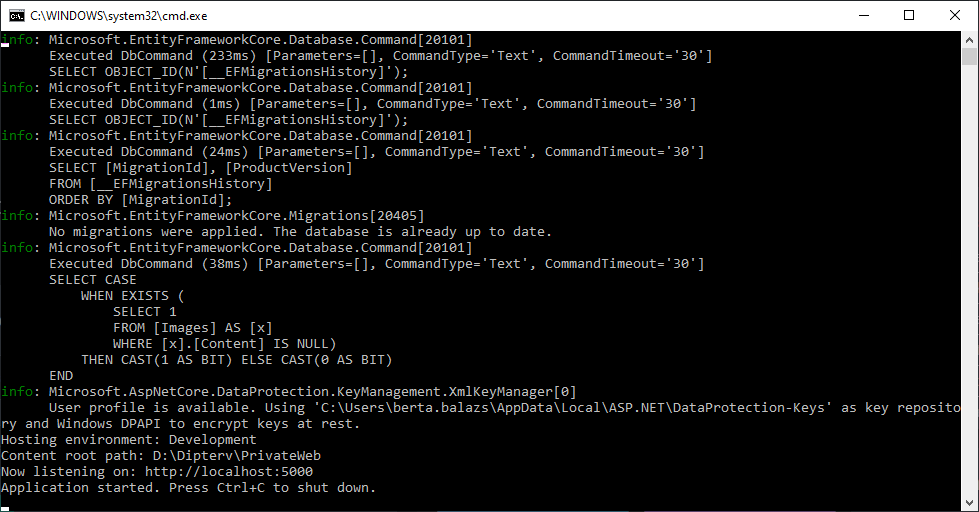 C:\WINDOWS\system32\cmd.exe
info: Microsoft.EntityFrameworkCore.Database.Command[20101]
      Executed DbCommand (233ms) [Parameters=[], CommandType='Text', CommandTimeout='30']
      SELECT OBJECT_ID(N'[__EFMigrationsHistory]');
info: Microsoft.EntityFrameworkCore.Database.Command[20101]
      Executed DbCommand (1ms) [Parameters=[], CommandType='Text', CommandTimeout='30']
      SELECT OBJECT_ID(N'[__EFMigrationsHistory]');
info: Microsoft.EntityFrameworkCore.Database.Command[20101]
      Executed DbCommand (24ms) [Parameters=[], CommandType='Text', CommandTimeout='30']
      SELECT [MigrationId], [ProductVersion]
      FROM [__EFMigrationsHistory]
      ORDER BY [MigrationId];
info: Microsoft.EntityFrameworkCore.Migrations[20405]
      No migrations were applied. The database is already up to date.
info: Microsoft.EntityFrameworkCore.Database.Command[20101]
      Executed DbCommand (38ms) [Parameters=[], CommandType='Text', CommandTimeout='30']
      SELECT CASE
          WHEN EXISTS (
              SELECT 1
              FROM [Images] AS [x]
              WHERE [x].[Content] IS NULL)
          THEN CAST(1 AS BIT) ELSE CAST(0 AS BIT)
      END
info: Microsoft.AspNetCore.DataProtection.KeyManagement.XmlKeyManager[0]
      User profile is available. Using 'C:\Users\berta.balazs\AppData\Local\ASP.NET\DataProtection-Keys' as key reposito
ry and Windows DPAPI to encrypt keys at rest.
Hosting environment: Development
Content root path: D:\Dipterv\PrivateWeb
Now listening on: http://localhost:5000
Application started. Press Ctrl+C to shut down.